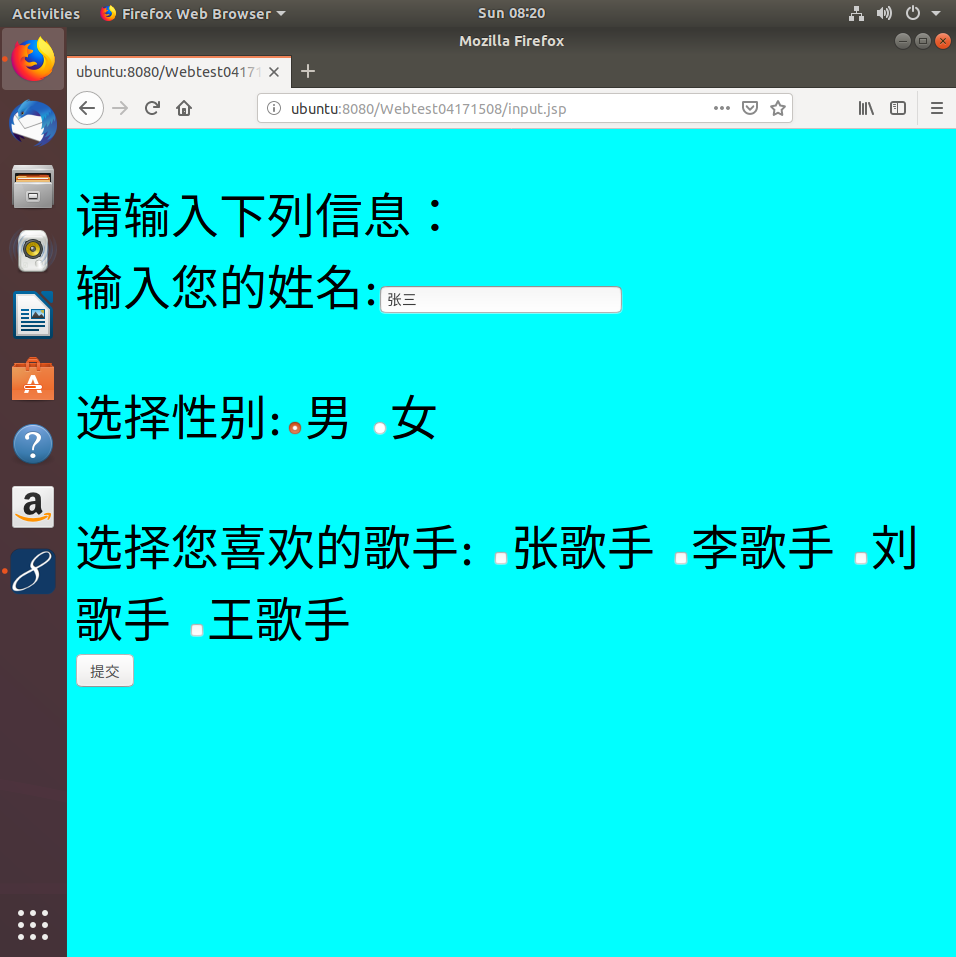 Activities Firefox Web Browser Sun 08:20
Mozilla Firefox
ubuntu:8080/Webtest04171
ubuntu:8080/Webtest04171508/input.jsp
请输入下列信息：
输入您的姓名: 张三
选择性别: 男 女
选择您喜欢的歌手: 张歌手 李歌手 刘
歌手 王歌手
提交